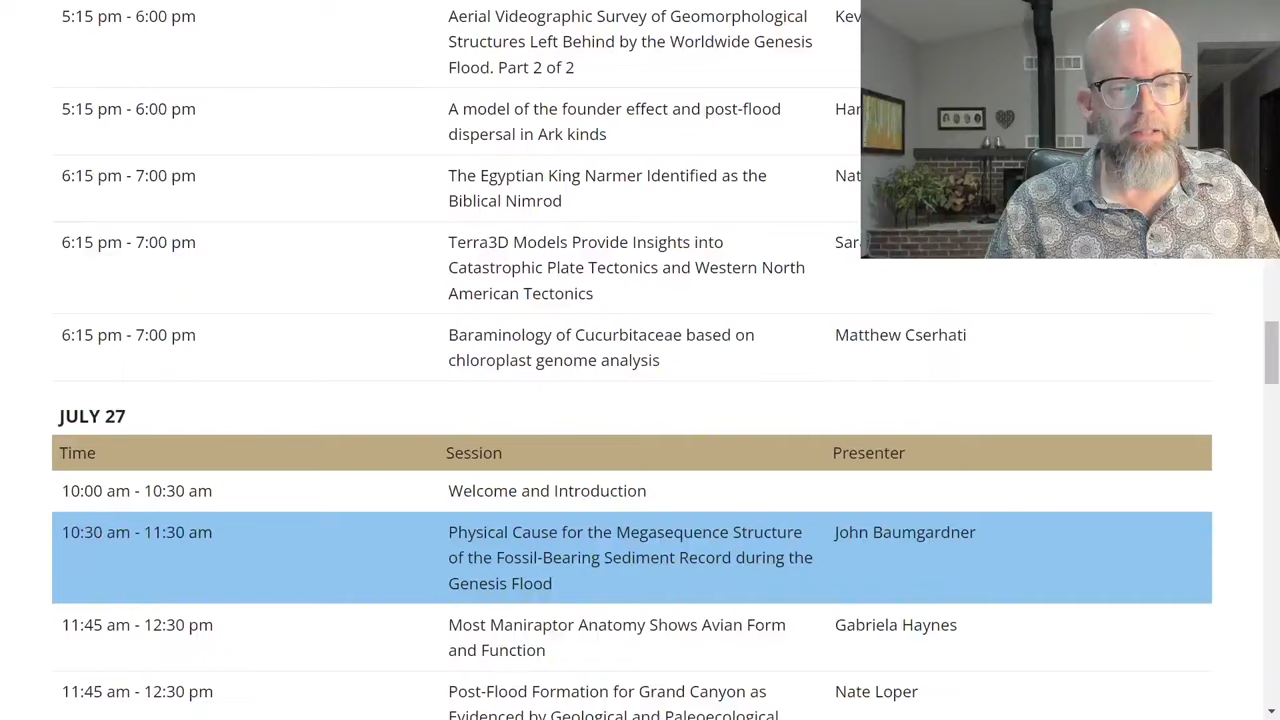 5:15 pm - 6:00 pm
Aerial Videographic Survey of Geomorphological
Structures Left Behind by the Worldwide Genesis
Flood. Part 2 of 2
5:15 pm - 6:00 pm
A model of the founder effect and post-flood
dispersal in Ark kinds
6:15 pm - 7:00 pm
The Egyptian King Narmer Identified as the
Biblical Nimrod
6:15 pm - 7:00 pm
Terra3D Models Provide Insights into
Catastrophic Plate Tectonics and Western North
American Tectonics
6:15 pm - 7:00 pm
Baraminology of Cucurbitaceae based on
chloroplast genome analysis
Matthew Cserhati
JULY 27
Time Session Presenter
10:00 am - 10:30 am
Welcome and Introduction
10:30 am - 11:30 am
Physical Cause for the Megasequence Structure
of the Fossil-Bearing Sediment Record during the
Genesis Flood
John Baumgardner
11:45 am - 12:30 pm
Most Maniraptor Anatomy Shows Avian Form
and Function
Gabriela Haynes
11:45 am - 12:30 pm
Post-Flood Formation for Grand Canyon as
Evidenced by Geological and Paleoecological
Nate Loper